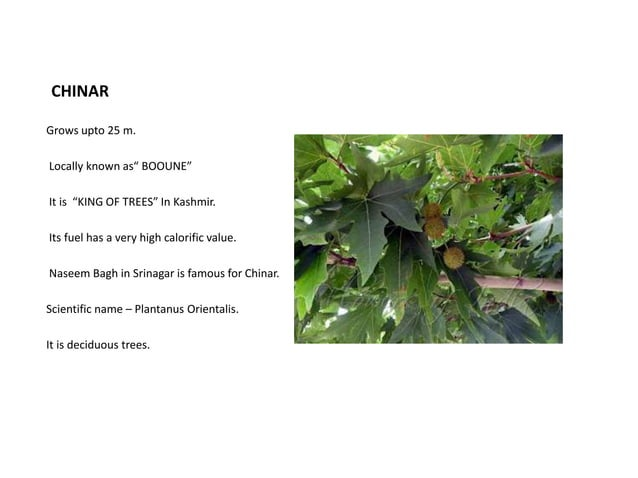 CHINAR
Grows upto 25 m.
Locally known as“ BOOUNE”
It is “KING OF TREES” In Kashmir.
Its fuel has a very high calorific value.
Naseem Bagh in Srinagar is famous for Chinar.
Scientific name – Plantanus Orientalis.
It is deciduous trees.